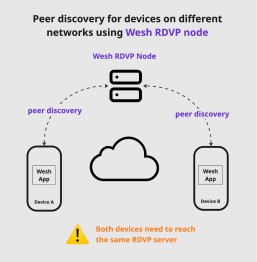 Peer discovery for devices on different
networks using Wesh RDVP node
Wesh RDVP Node
peer discovery
peer discovery
Wesh
App
Device A
Wesh
App
Device B
Both devices need to reach
the same RDVP server